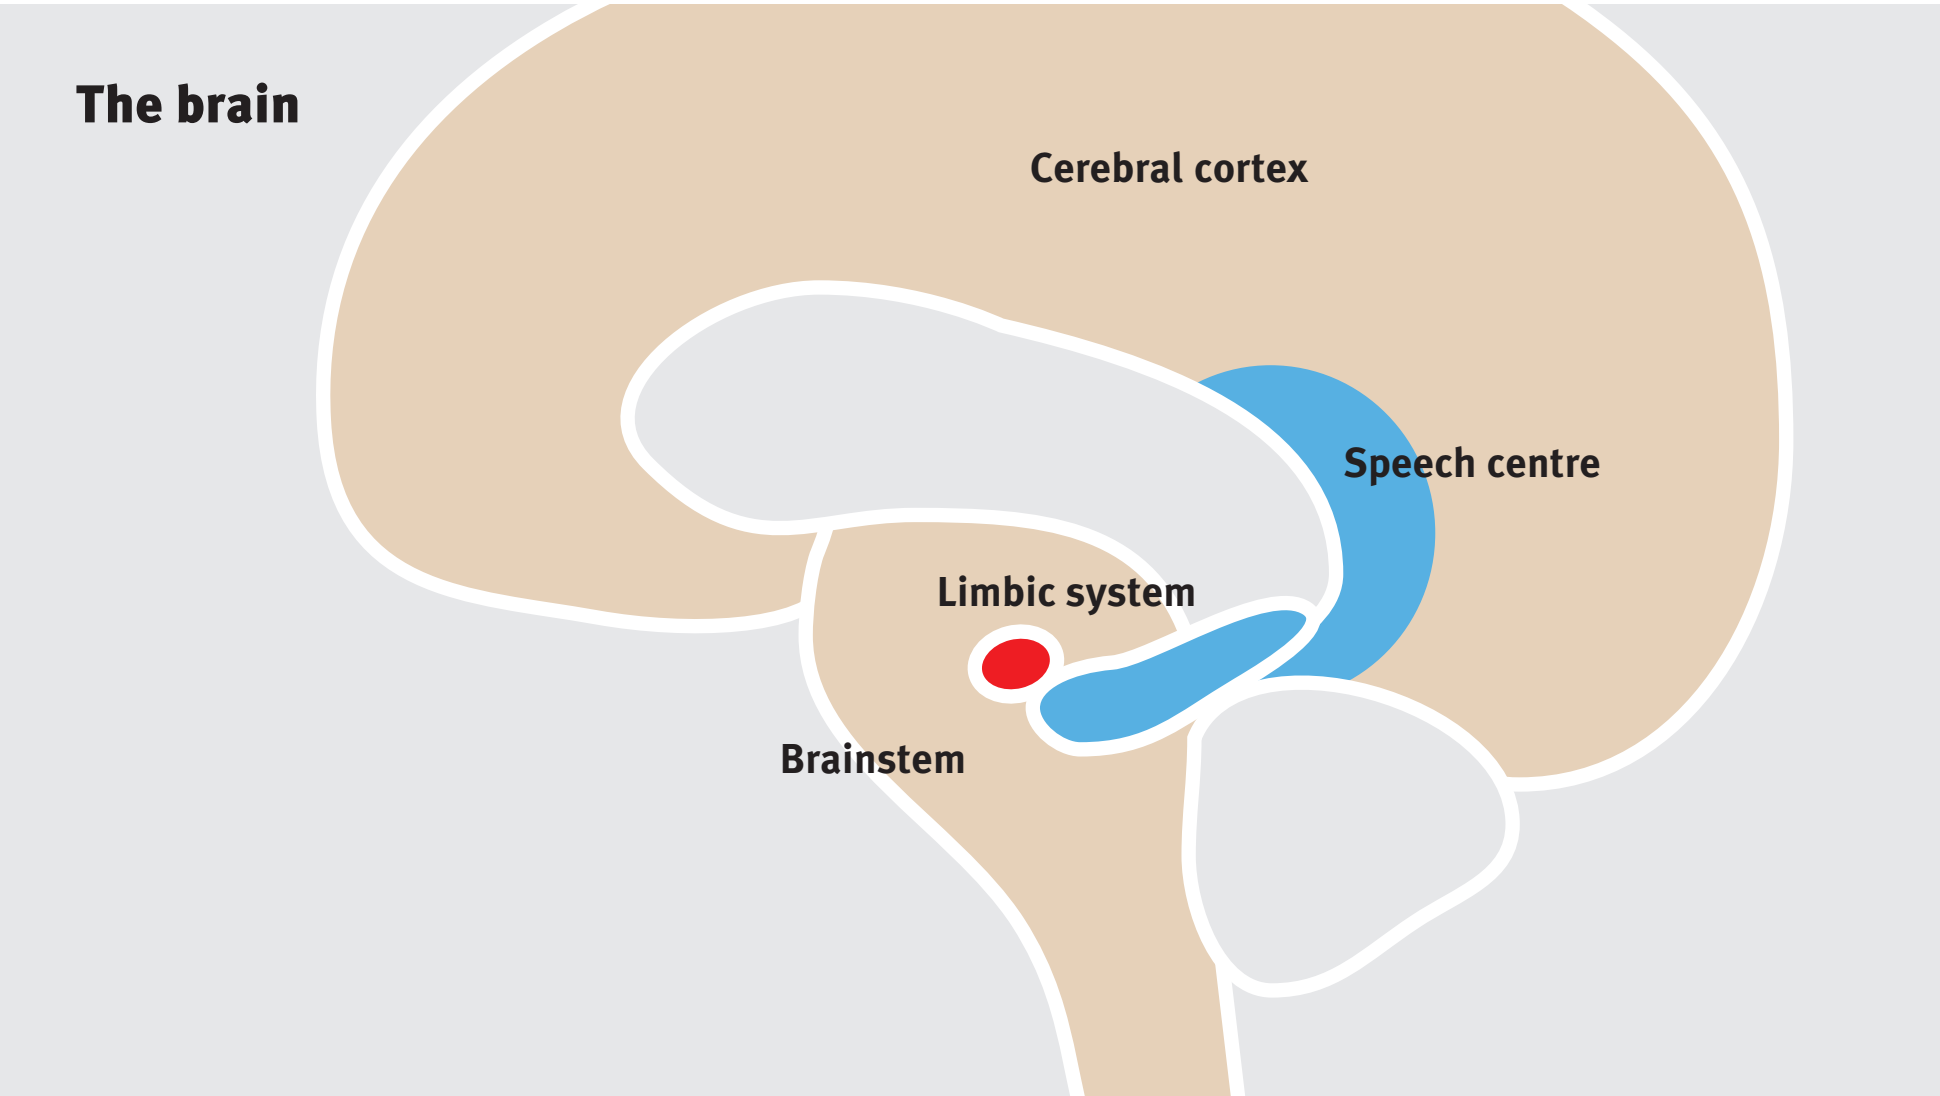 The brain
Cerebral cortex
Speech centre
Limbic system
Brainstem